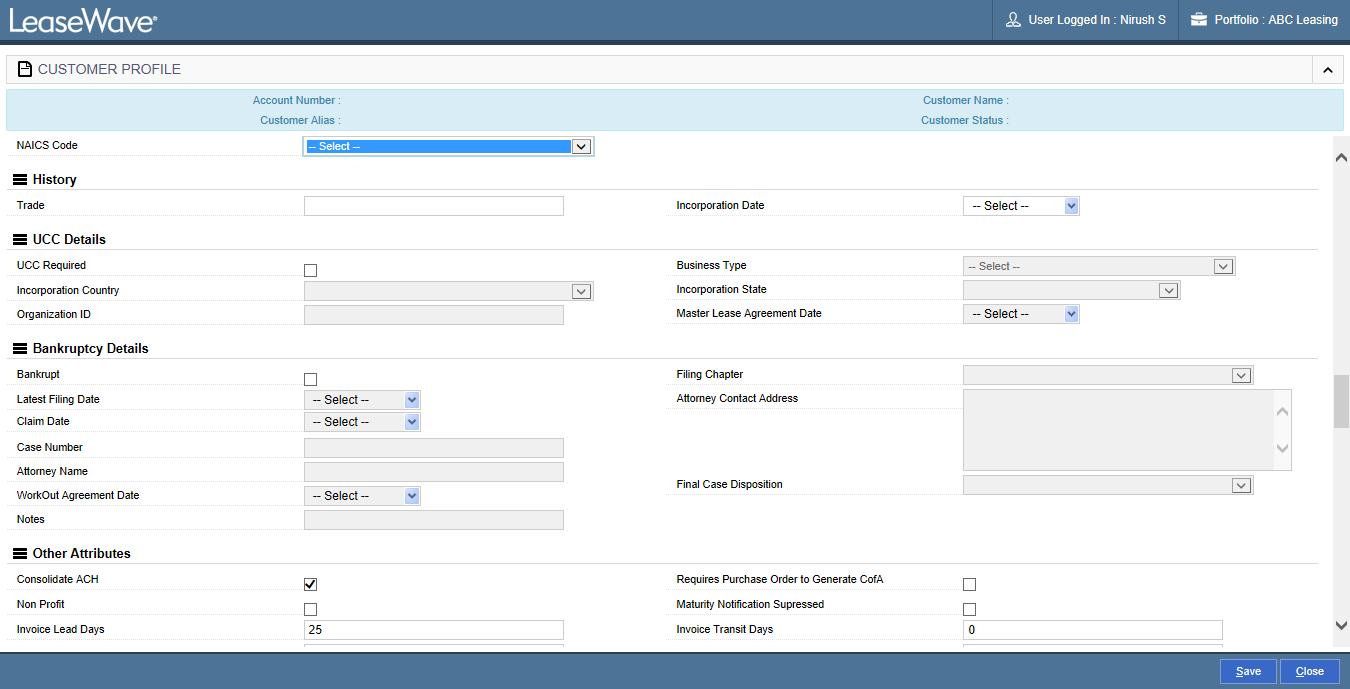 LeaseWave®
User Logged In : Nirush S
Portfolio : ABC Leasing
CUSTOMER PROFILE
Account Number :
Customer Name :
Customer Alias :
Customer Status :
NAICS Code
-- Select --
History
Trade
Incorporation Date
-- Select --
UCC Details
UCC Required
Business Type
-- Select --
Incorporation Country
Incorporation State
Organization ID
Master Lease Agreement Date
-- Select --
Bankruptcy Details
Bankrupt
Filing Chapter
Latest Filing Date
-- Select --
Attorney Contact Address
Claim Date
-- Select --
Case Number
Attorney Name
Final Case Disposition
WorkOut Agreement Date
-- Select --
Notes
Other Attributes
Consolidate ACH
Requires Purchase Order to Generate CofA
Non Profit
Maturity Notification Supressed
Invoice Lead Days
25
Invoice Transit Days
0
Save
Close